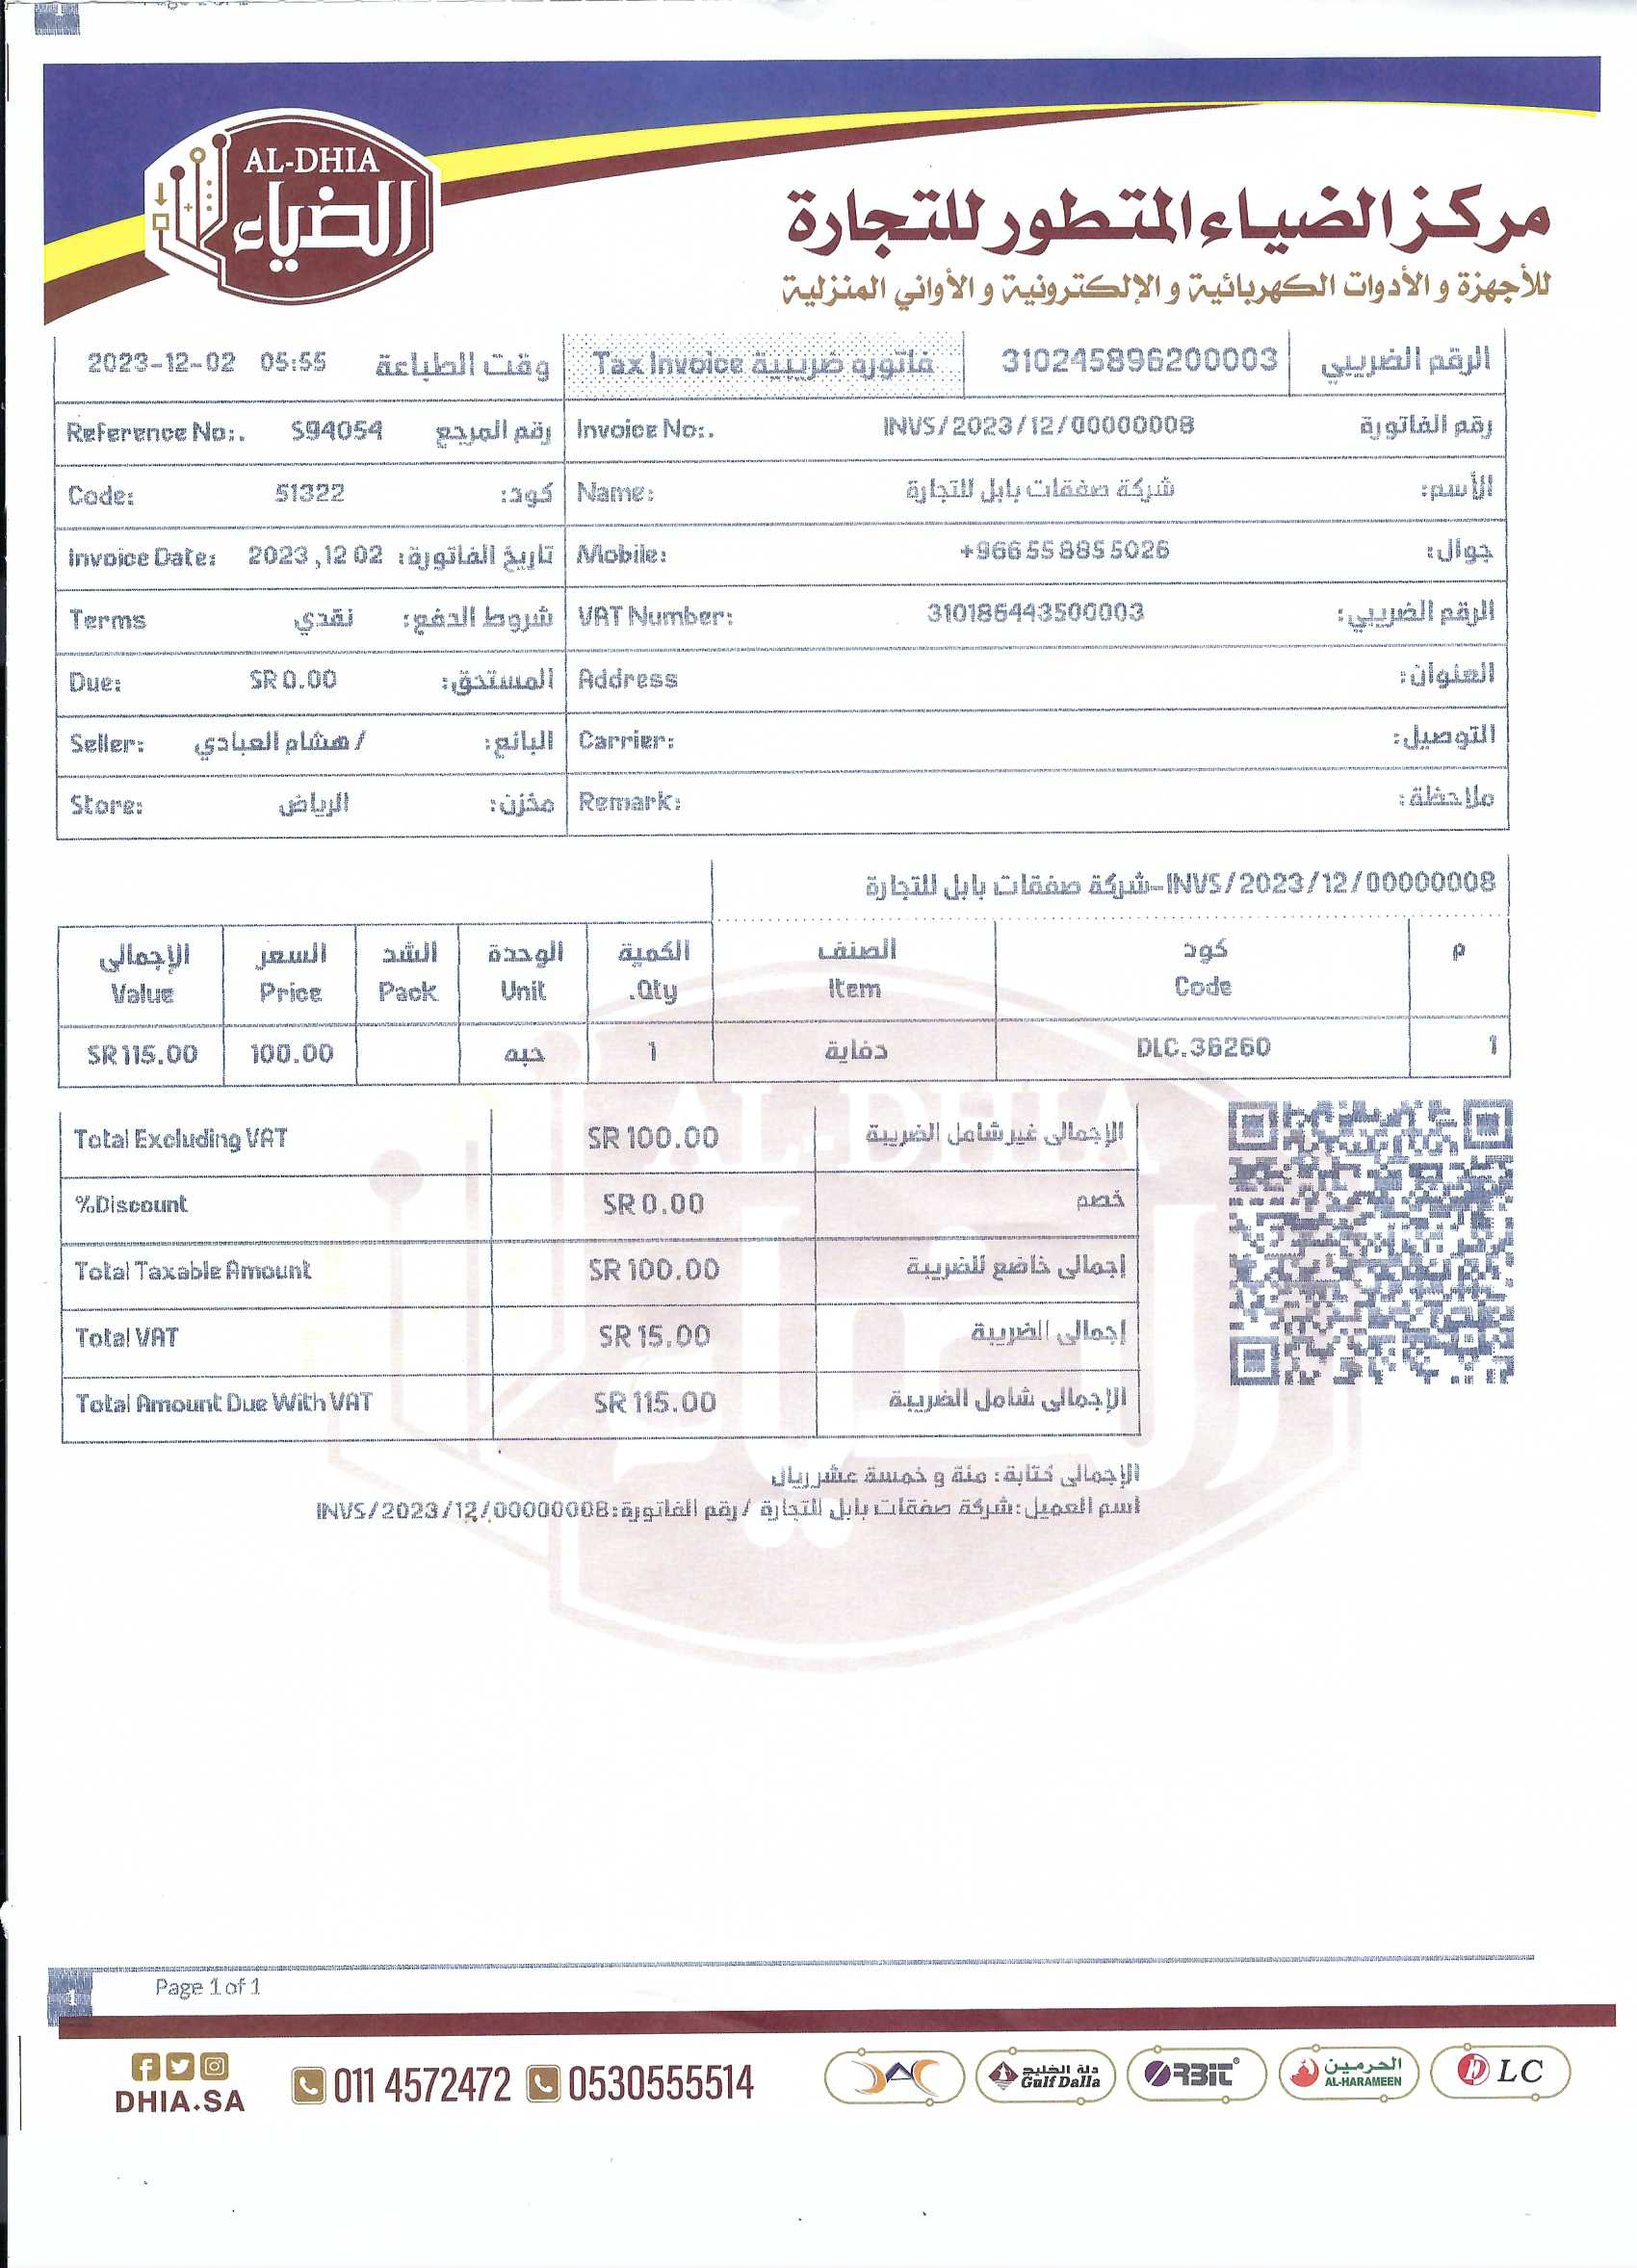 AL-DHIA
الضياء
مركز الضياء المتطور للتجارة
للأجهزة و الأدوات الكهربائية و الإلكترونية و الأواني المنزلية
الرقم الضريبي 310245896200003 فاتورة ضريبية Tax Invoice وقت الطباعة 2023-12-02 05:55
رقم الفاتورة INVS/2023/12/00000008 Invoice No:. رقم المرجع S94054 Reference No:.
الأسم: شركة صفقات بابل للتجارة Name: كود: 51322 Code:
جوال: +966 55 885 5026 Mobile: تاريخ الفاتورة: 2023, 12 02 Invoice Date:
الرقم الضريبي: 310186443500003 VAT Number: شروط الدفع: نقدي Terms
العنوان: Address المستحق: SR 0.00 Due:
التوصيل: Carrier: البائع: / هشام العبادي Seller:
ملاحظة: Remark: مخزن: الرياض Store:
INVS/2023/12/00000008-شركة صفقات بابل للتجارة
م كود الصنف الكمية الوحدة الشد السعر الإجمالي
Code Item Qty. Unit Pack Price Value
1 DLC.36260 دفاية 1 حبه 100.00 SR 115.00
الإجمالي غير شامل الضريبة SR 100.00 Total Excluding VAT
خصم SR 0.00 %Discount
إجمالي خاضع للضريبة SR 100.00 Total Taxable Amount
إجمالي الضريبة SR 15.00 Total VAT
الإجمالي شامل الضريبة SR 115.00 Total Amount Due With VAT
الإجمالي كتابة: مئة و خمسة عشر ريال
اسم العميل: شركة صفقات بابل للتجارة / رقم الفاتورة: INVS/2023/12/00000008
1
Page 1 of 1
DHIA.SA
011 4572472 0530555514
دلة الخليج
Gulf Dalla
ORBIT
الحرمين
AL-HARAMEEN
DLC